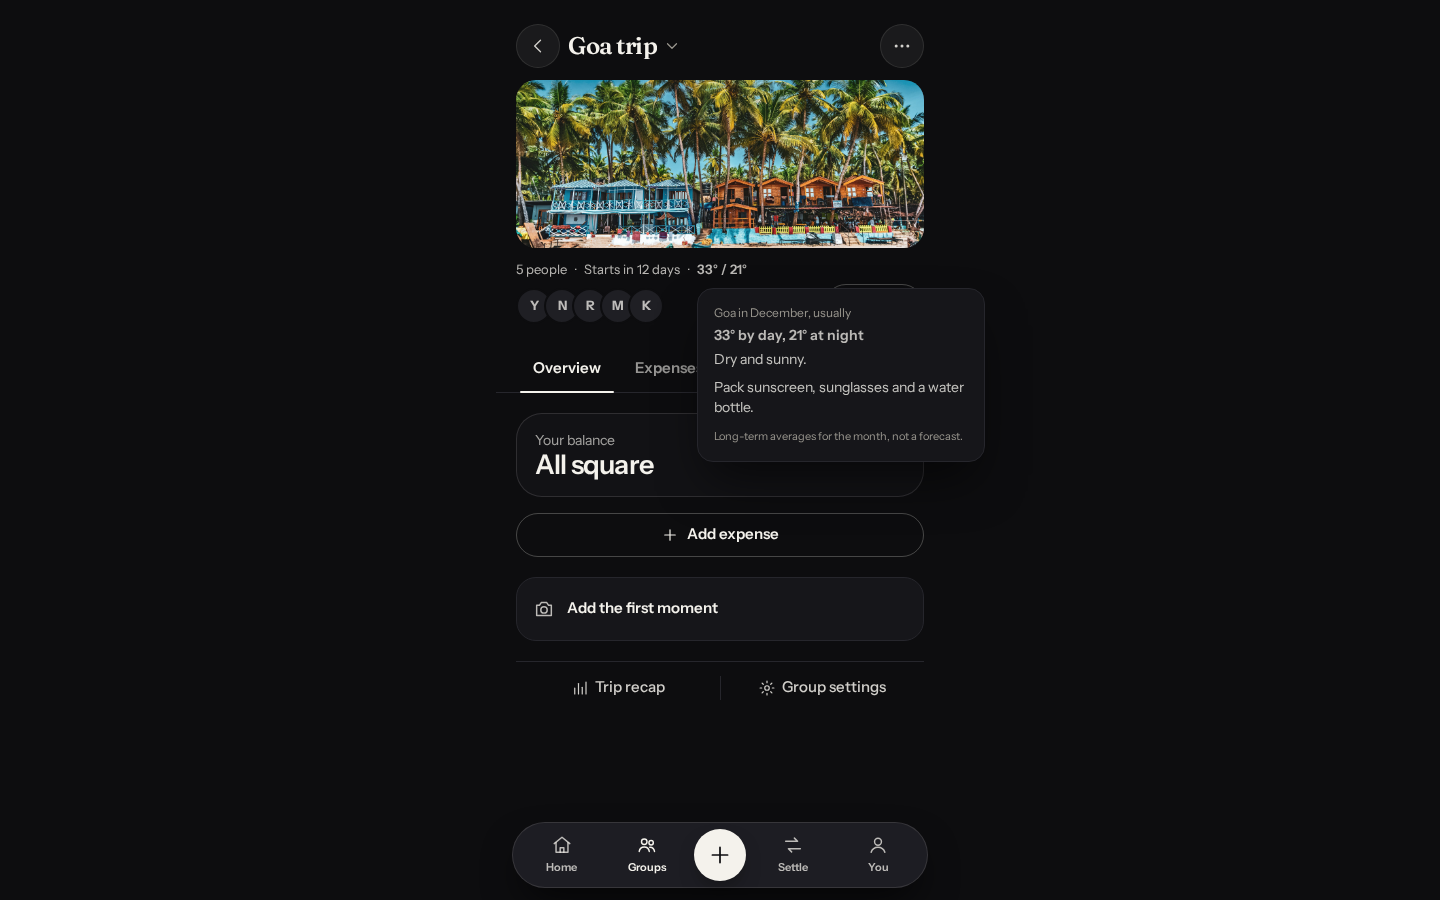 Goa trip
5 people · Starts in 12 days · 33° / 21°
Y N R M K
Goa in December, usually
33° by day, 21° at night
Dry and sunny.
Pack sunscreen, sunglasses and a water
bottle.
Long-term averages for the month, not a forecast.
Overview Expenses
Your balance
All square
Add expense
Add the first moment
Trip recap Group settings
Home Groups Settle You